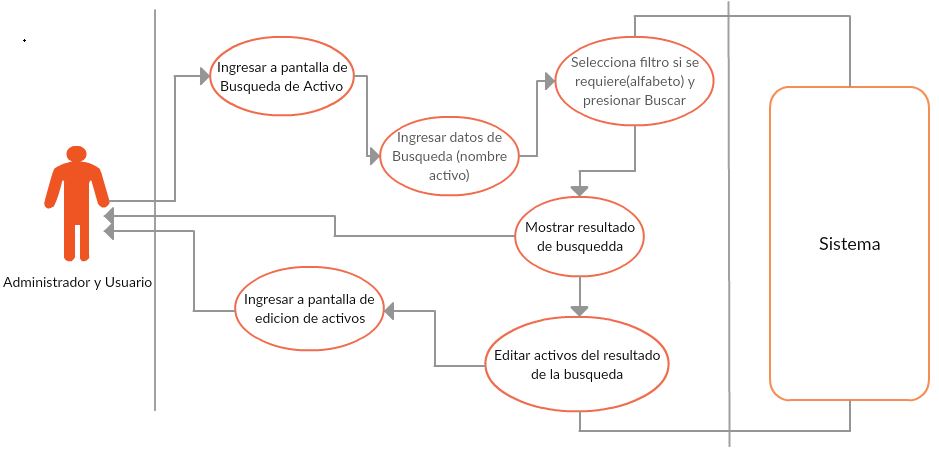 Ingresar a pantalla de
Busqueda de Activo
Ingresar datos de
Busqueda (nombre
activo)
Selecciona filtro si se
requiere(alfabeto) y
presionar Buscar
Mostrar resultado
de busquedda
Sistema
Administrador y Usuario
Ingresar a pantalla de
edicion de activos
Editar activos del resultado
de la busqueda